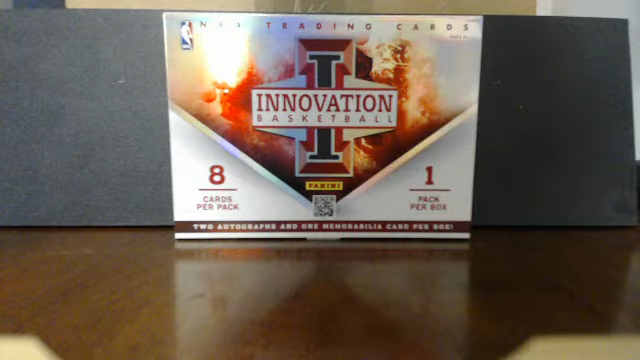 NBA TRADING CARDS
INNOVATION
BASKETBALL
8
CARDS
PER PACK
PANINI
1
PACK
PER BOX
TWO AUTOGRAPHS AND ONE MEMORABILIA CARD PER BOX!